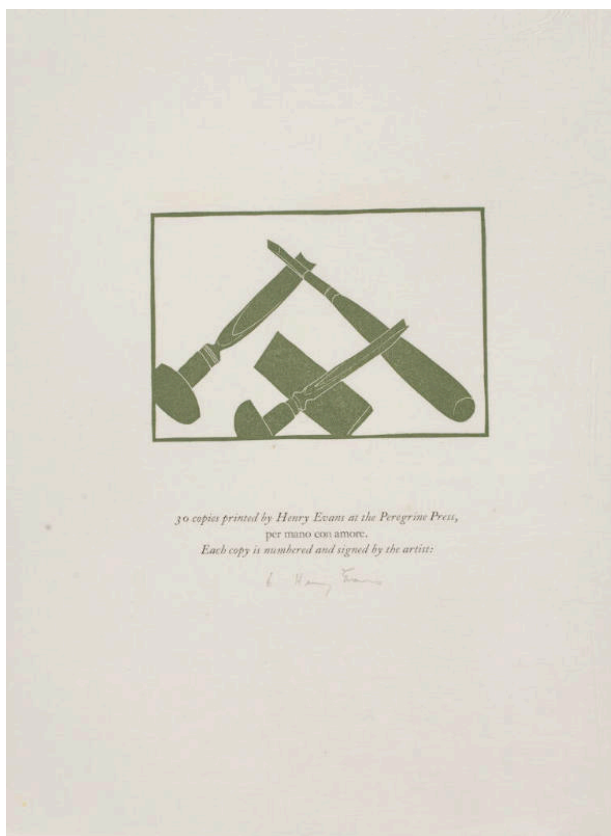 30 copies printed by Henry Evans at the Peregrine Press,
per mano con amore.
Each copy is numbered and signed by the artist:
6 Henry Evans